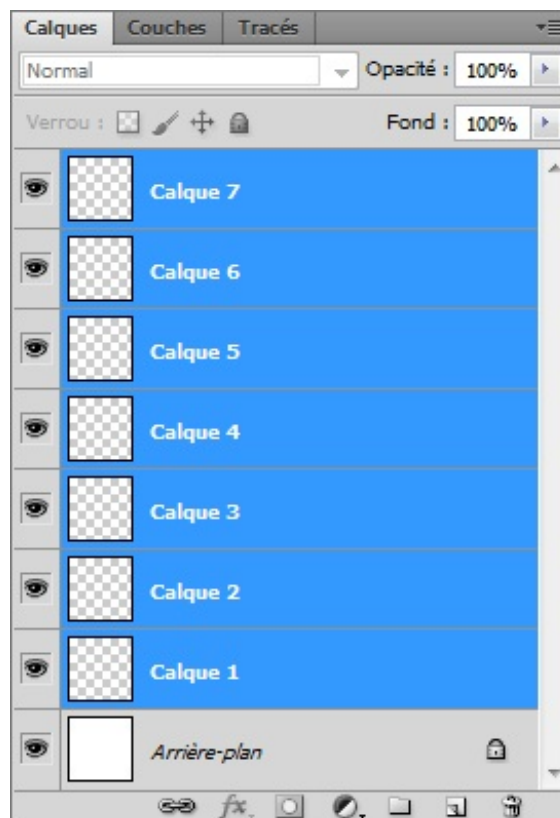 Calques Couches Tracés
Normal Opacité : 100%
Verrou : Fond : 100%
Calque 7
Calque 6
Calque 5
Calque 4
Calque 3
Calque 2
Calque 1
Arrière-plan
fx.